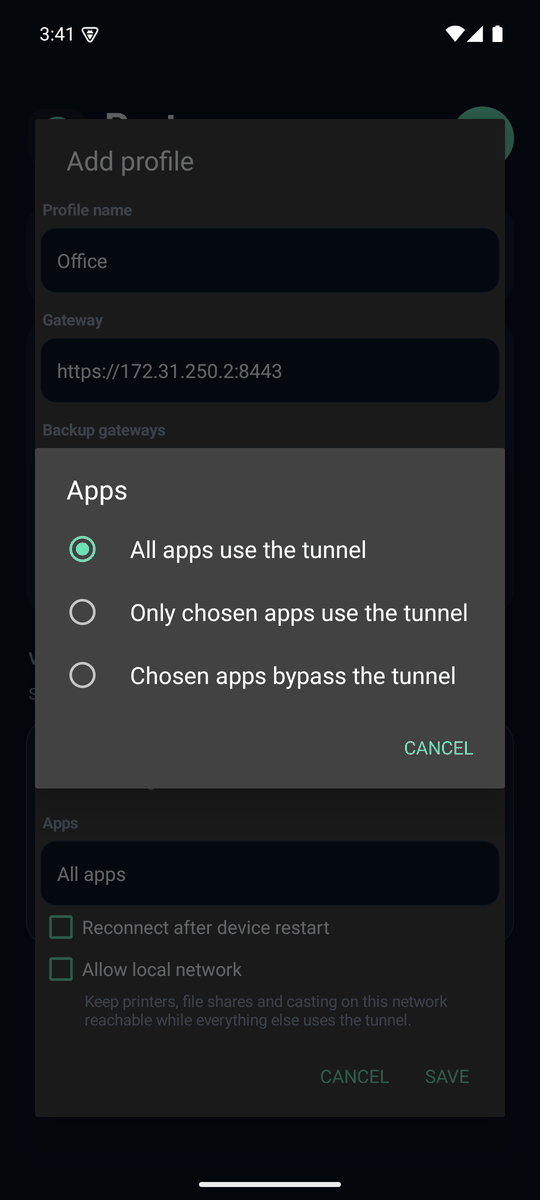 3:41
Add profile
Profile name
Office
Gateway
https://172.31.250.2:8443
Backup gateways
Apps
All apps use the tunnel
Only chosen apps use the tunnel
Chosen apps bypass the tunnel
CANCEL
Apps
All apps
Reconnect after device restart
Allow local network
Keep printers, file shares and casting on this network
reachable while everything else uses the tunnel.
CANCEL
SAVE